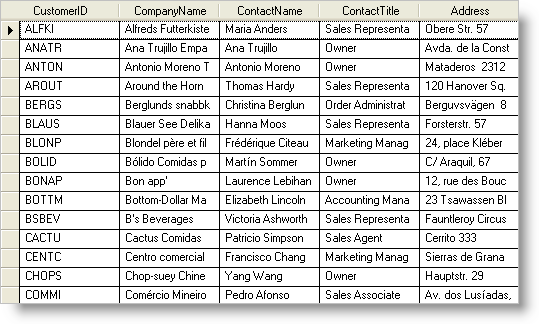 CustomerID CompanyName ContactName ContactTitle Address
ALFKI Alfreds Futterkiste Maria Anders Sales Representa Obere Str. 57
ANATR Ana Trujillo Empa Ana Trujillo Owner Avda. de la Const
ANTON Antonio Moreno T Antonio Moreno Owner Mataderos 2312
AROUT Around the Horn Thomas Hardy Sales Representa 120 Hanover Sq.
BERGS Berglunds snabbk Christina Berglun Order Administrat Berguvsvägen 8
BLAUS Blauer See Delika Hanna Moos Sales Representa Forsterstr. 57
BLONP Blondel père et fil Frédérique Citeau Marketing Manag 24, place Kléber
BOLID Bólido Comidas p Martín Sommer Owner C/ Araquil, 67
BONAP Bon app' Laurence Lebihan Owner 12, rue des Bouc
BOTTM Bottom-Dollar Ma Elizabeth Lincoln Accounting Mana 23 Tsawassen Bl
BSBEV B's Beverages Victoria Ashworth Sales Representa Fauntleroy Circus
CACTU Cactus Comidas Patricio Simpson Sales Agent Cerrito 333
CENTC Centro comercial Francisco Chang Marketing Manag Sierras de Grana
CHOPS Chop-suey Chine Yang Wang Owner Hauptstr. 29
COMMI Comércio Mineiro Pedro Afonso Sales Associate Av. dos Lusíadas,